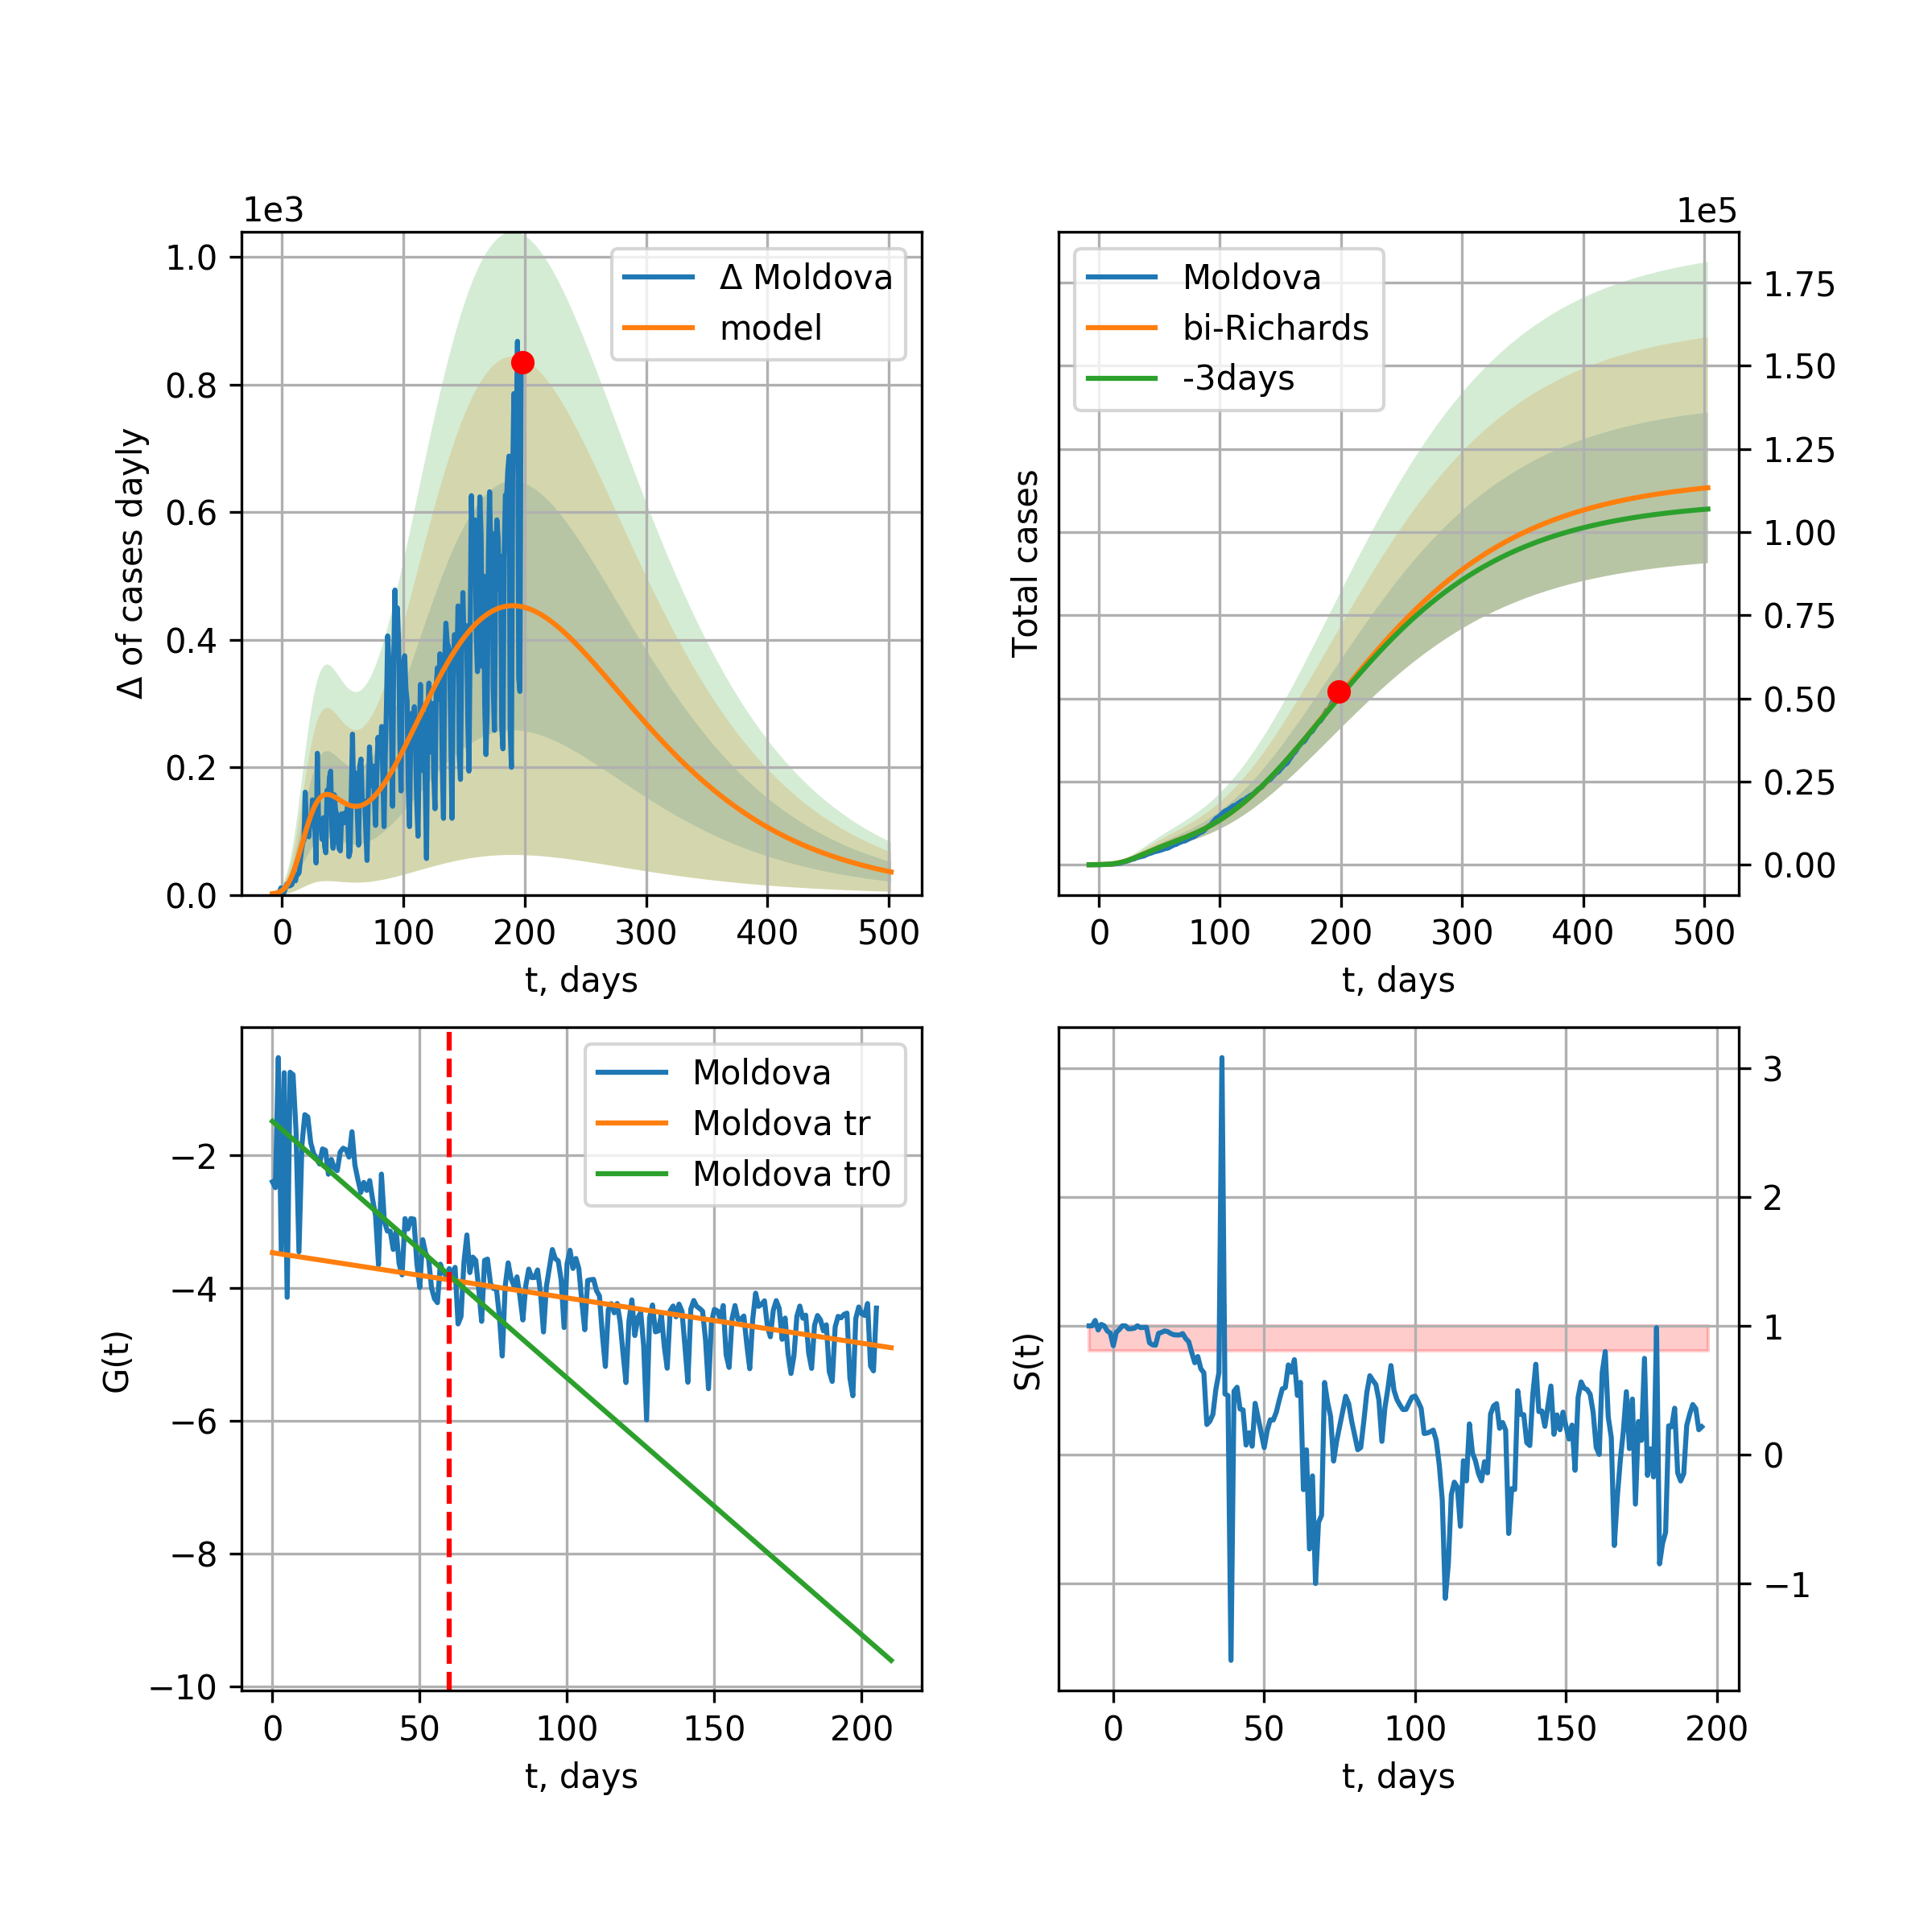 1e3
1.0
0.8
0.6
0.4
0.2
0.0
Δ of cases dayly
Δ Moldova
model
0 100 200 300 400 500
t, days
1e5
1.75
1.50
1.25
1.00
0.75
0.50
0.25
0.00
Total cases
Moldova
bi-Richards
-3days
0 100 200 300 400 500
t, days
−2
−4
−6
−8
−10
G(t)
Moldova
Moldova tr
Moldova tr0
0 50 100 150 200
t, days
3
2
1
0
−1
S(t)
0 50 100 150 200
t, days